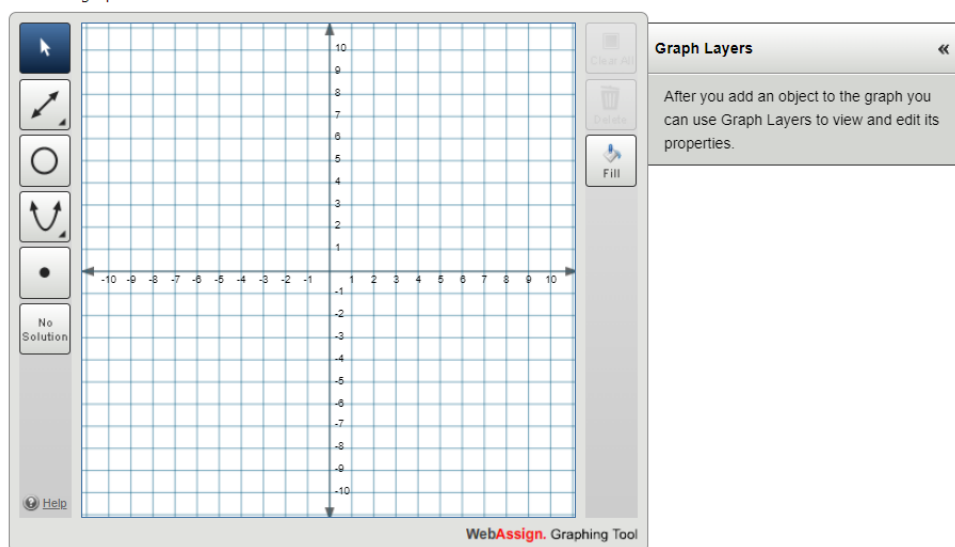 Clear All
Delete
Fill
No
Solution
Help
10
9
8
7
6
5
4
3
2
1
-10 -9 -8 -7 -6 -5 -4 -3 -2 -1 1 2 3 4 5 6 7 8 9 10
-1
-2
-3
-4
-5
-6
-7
-8
-9
-10
WebAssign. Graphing Tool
Graph Layers «
After you add an object to the graph you
can use Graph Layers to view and edit its
properties.